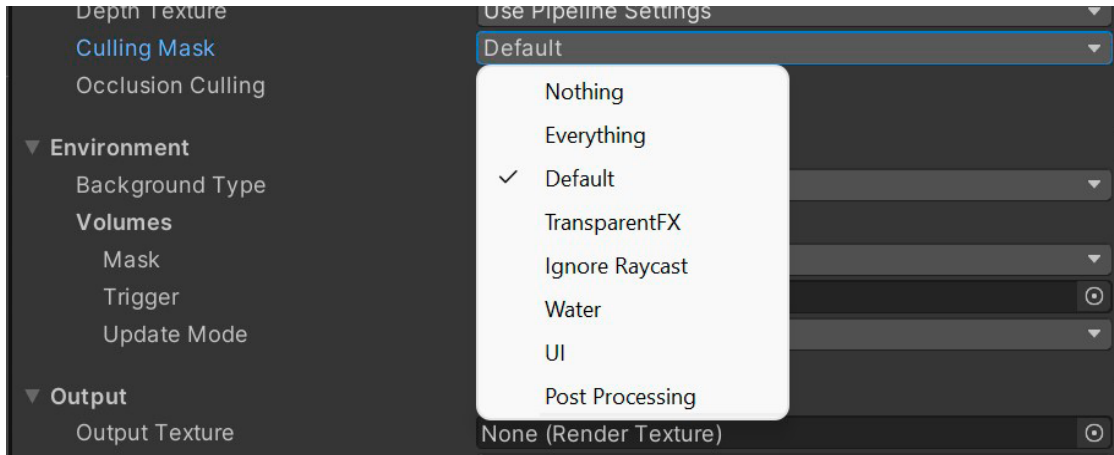 Depth Texture
Use Pipeline Settings
Culling Mask
Default
Occlusion Culling
Nothing
Everything
Environment
Default
Background Type
TransparentFX
Volumes
Ignore Raycast
Mask
Water
Trigger
UI
Update Mode
Post Processing
Output
Output Texture
None (Render Texture)